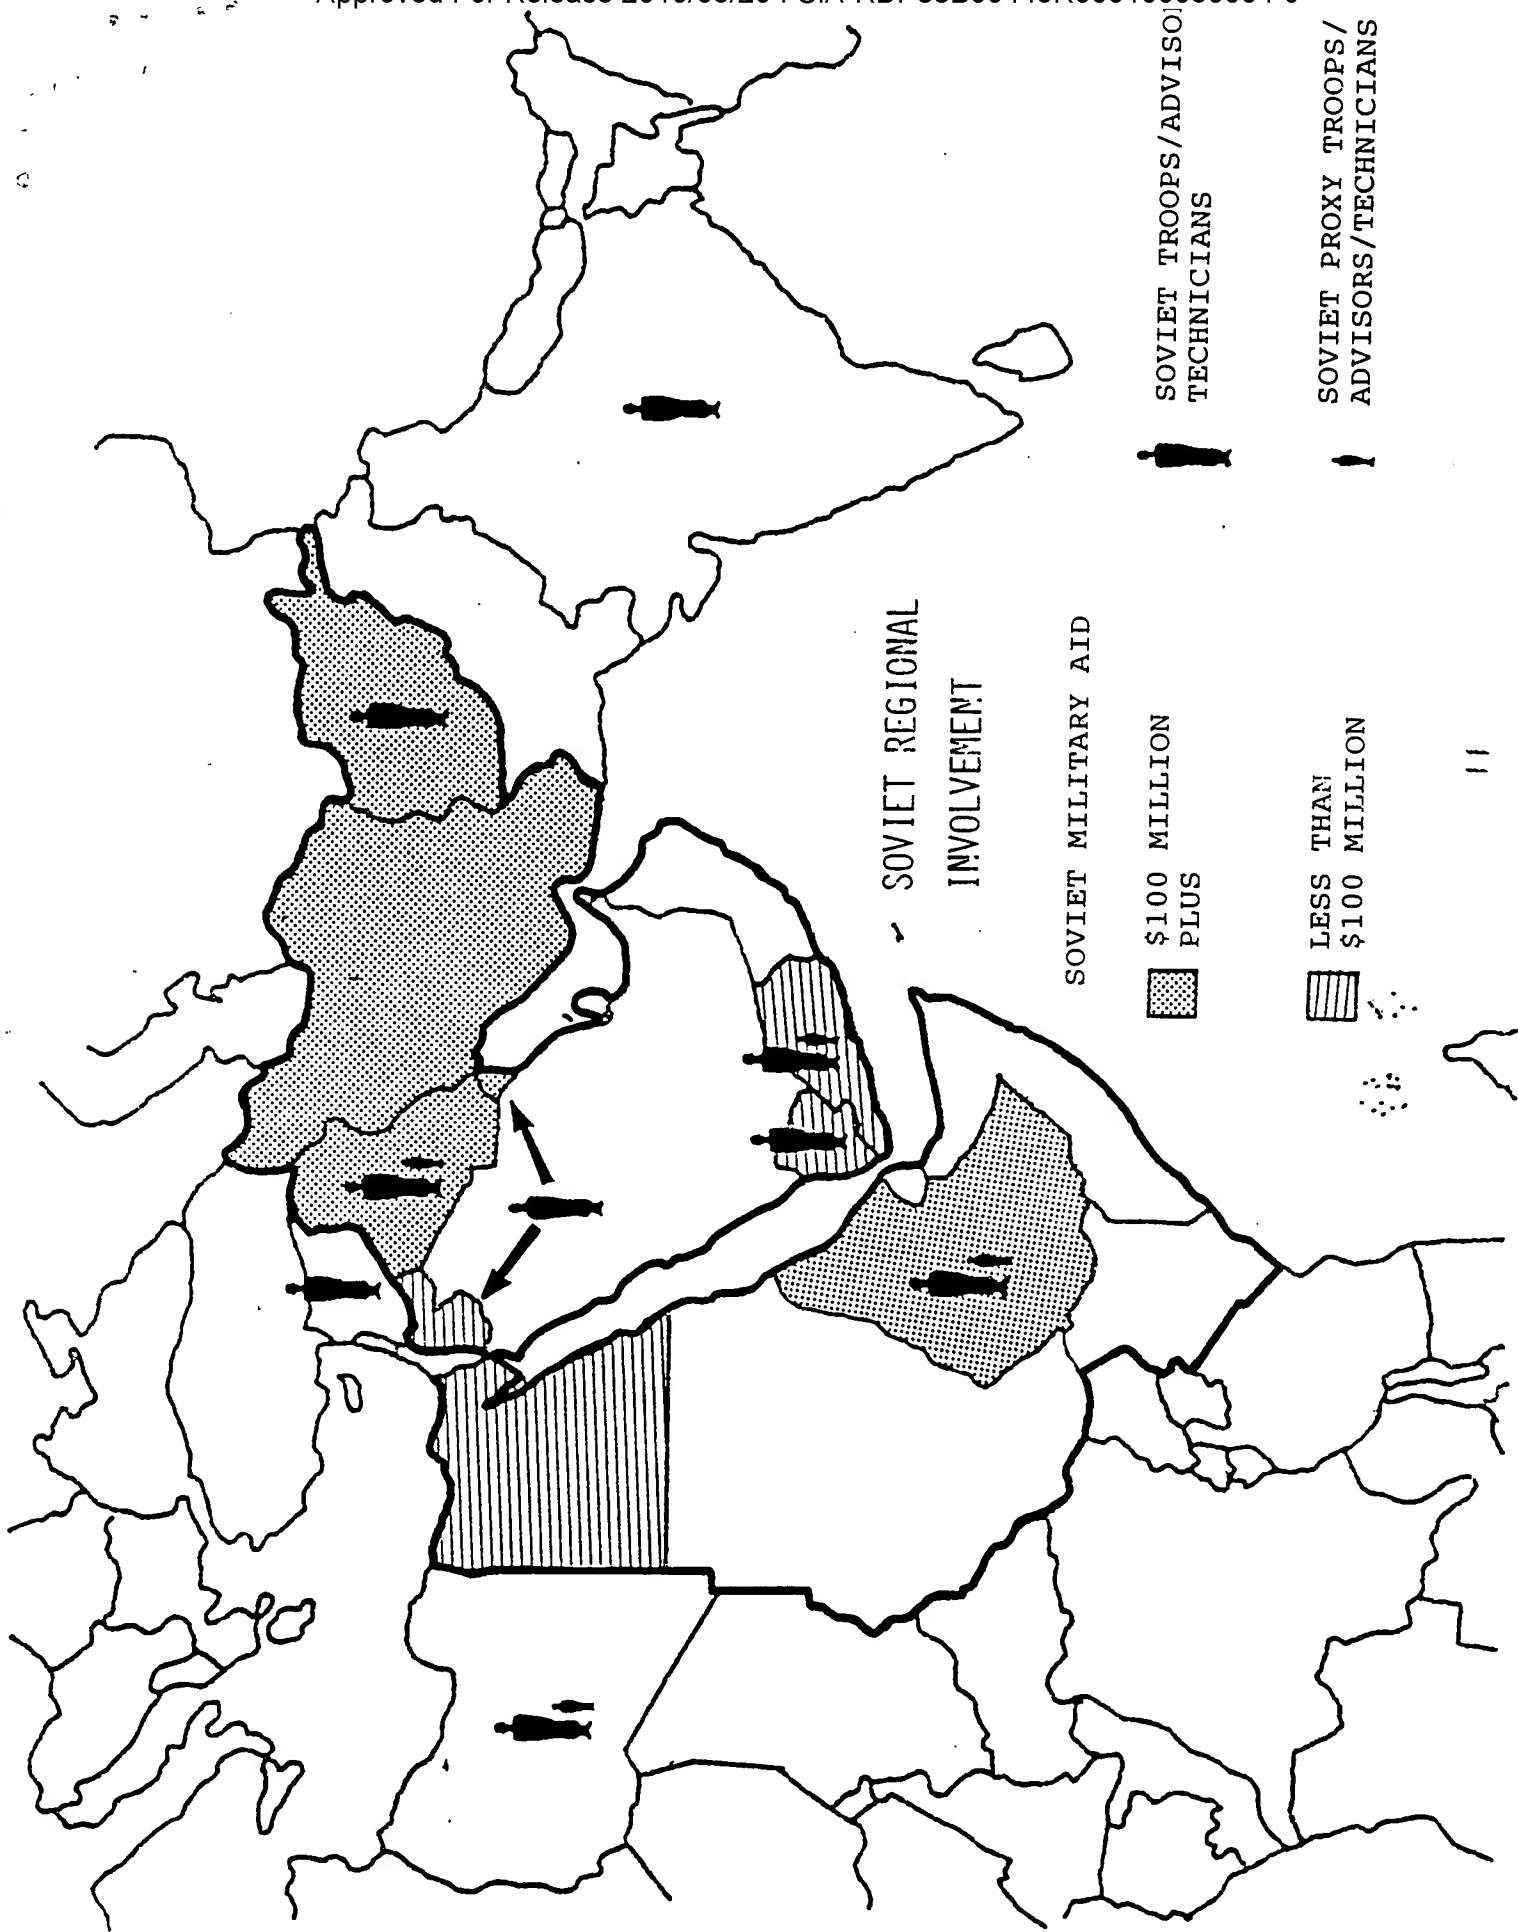 SOVIET REGIONAL
INVOLVEMENT
SOVIET MILITARY AID
$100 MILLION
PLUS
LESS THAN
$100 MILLION
SOVIET TROOPS/ADVISO
TECHNICIANS
SOVIET PROXY TROOPS/
ADVISORS/TECHNICIANS
11